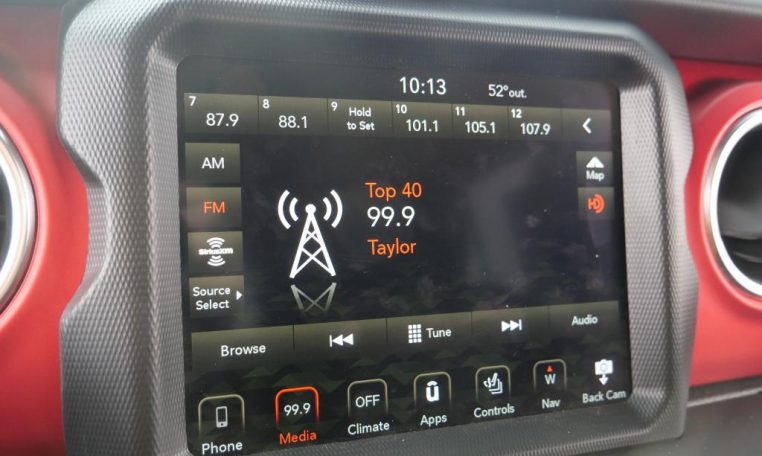 10:13 52°out.
7 8 9 10 11 12
87.9 88.1 Hold to Set 101.1 105.1 107.9
AM
FM
SiriusXM
Source
Select
Top 40
99.9
Taylor
Map
HD
Browse Tune Audio
99.9 OFF W
Phone Media Climate Apps Controls Nav Back Cam